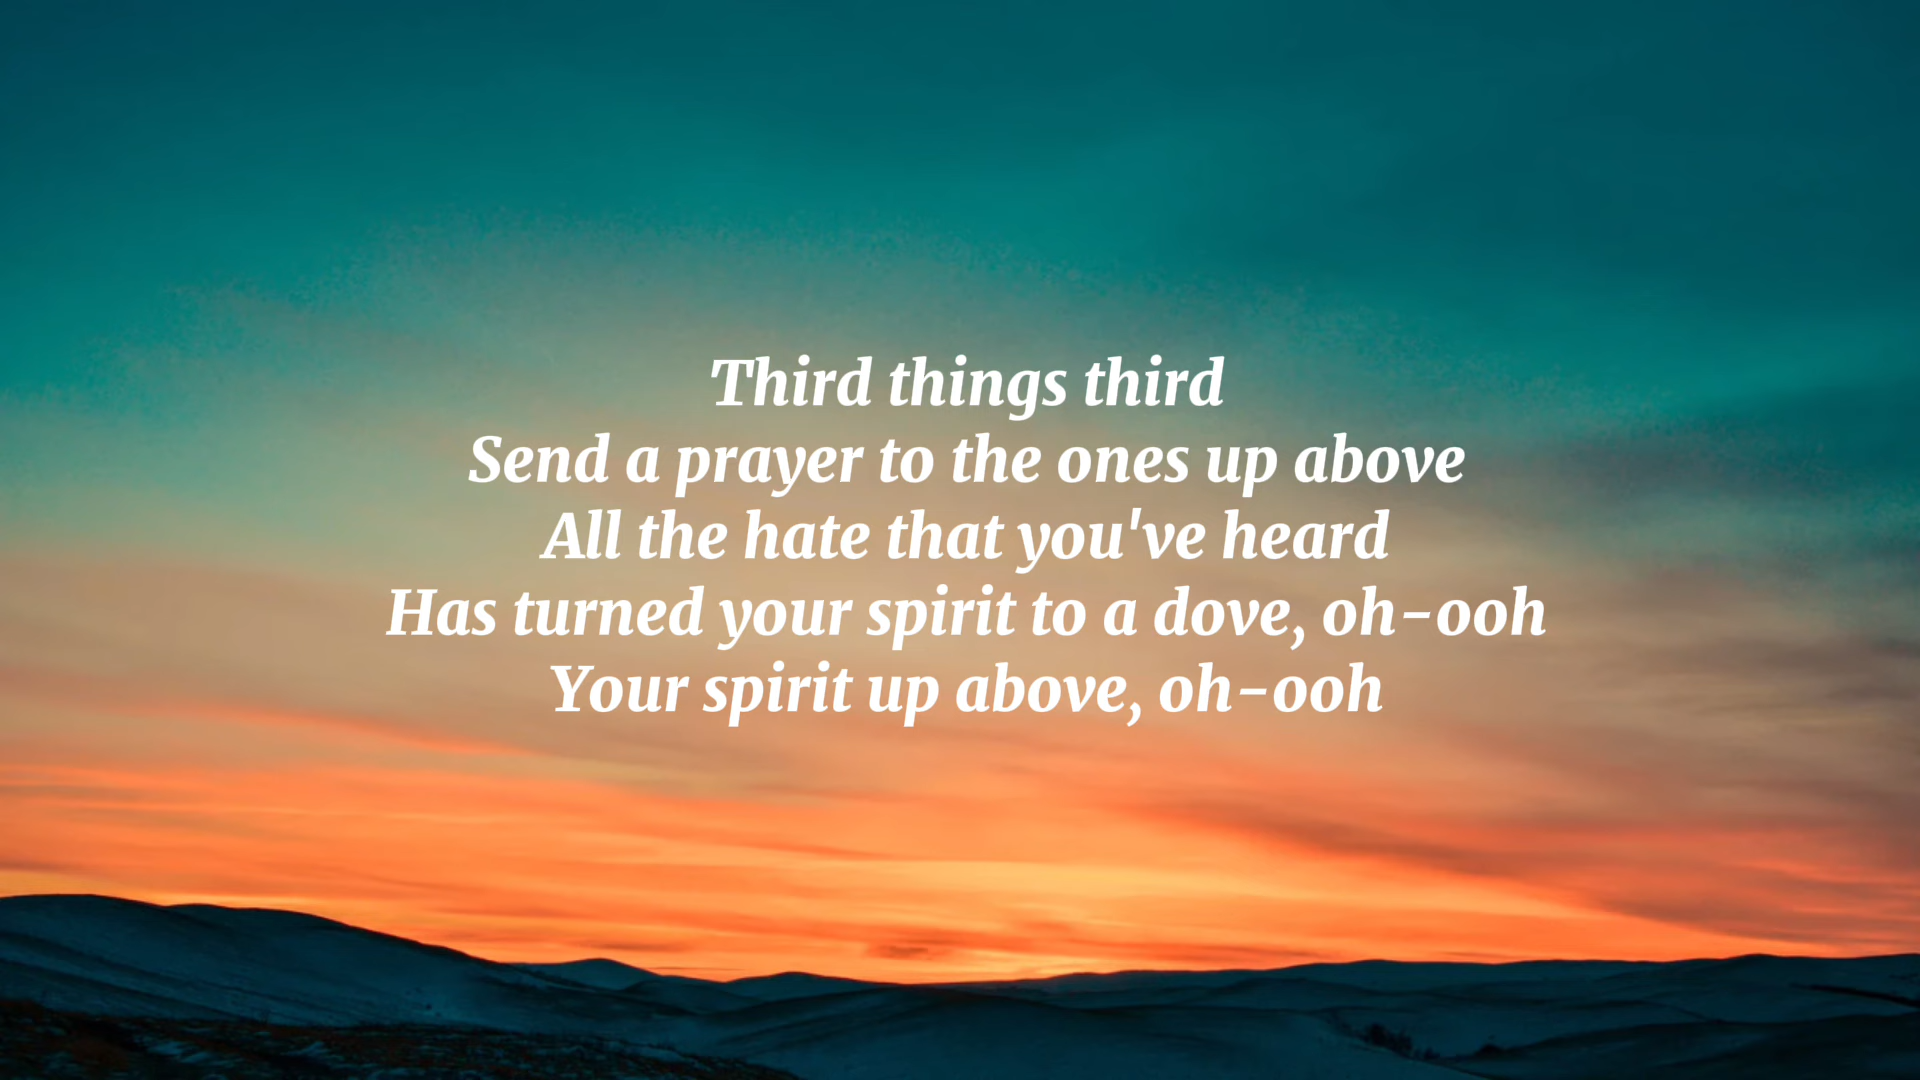 Third things third
Send a prayer to the ones up above
All the hate that you've heard
Has turned your spirit to a dove, oh-ooh
Your spirit up above, oh-ooh